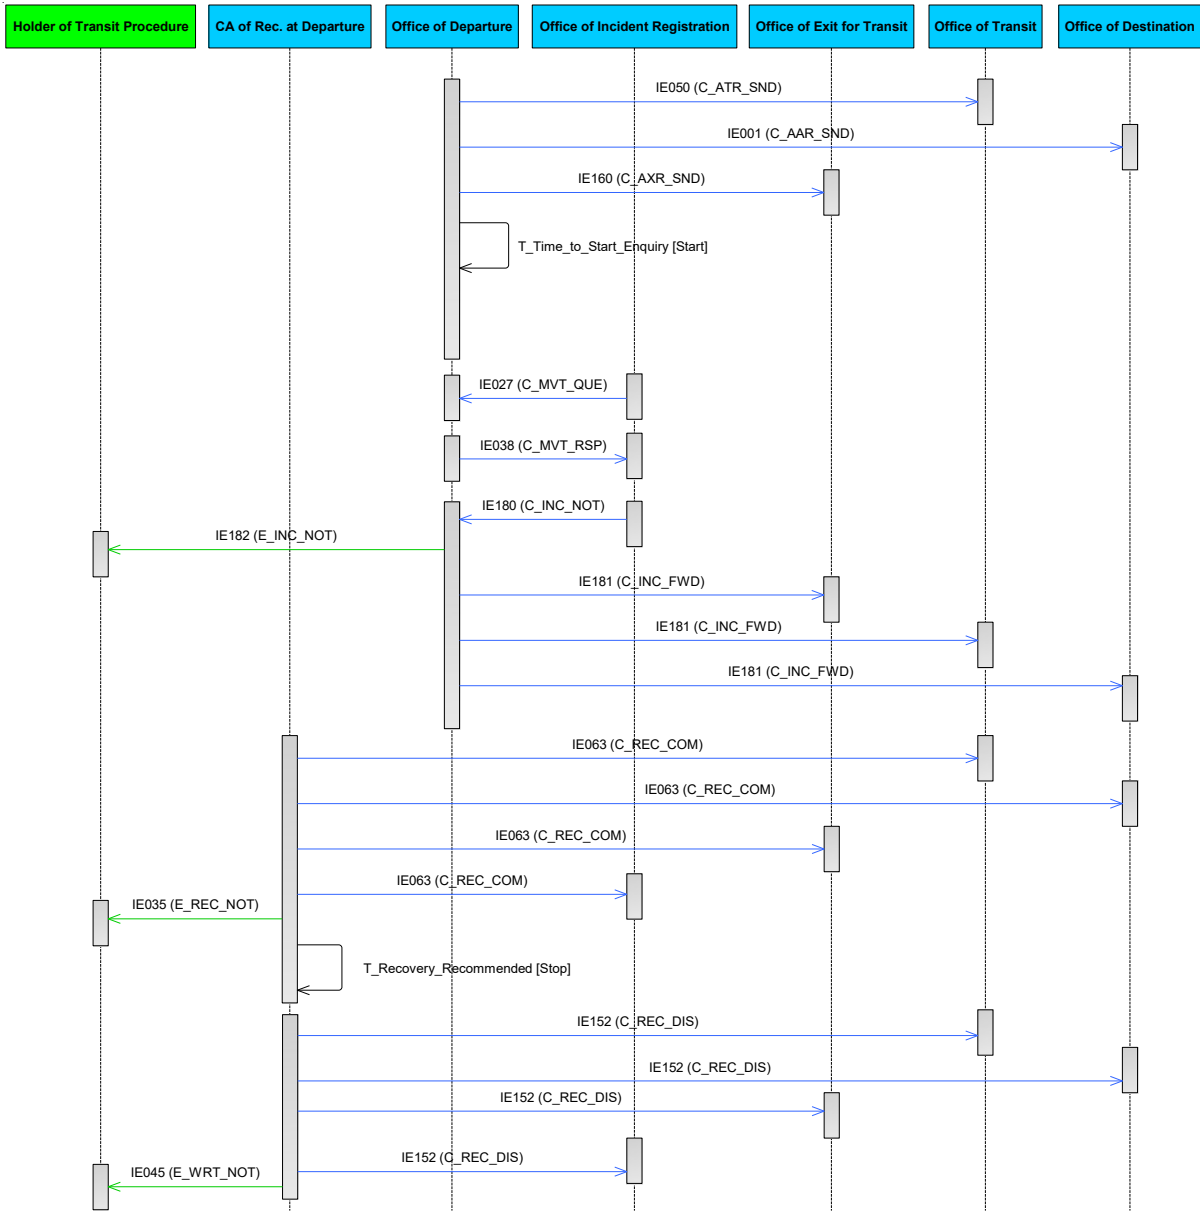 Holder of Transit Procedure
CA of Rec. at Departure
Office of Departure
Office of Incident Registration
Office of Exit for Transit
Office of Transit
Office of Destination
IE050 (C_ATR_SND)
IE001 (C_AAR_SND)
IE160 (C_AXR_SND)
T_Time_to_Start_Enquiry [Start]
IE027 (C_MVT_QUE)
IE038 (C_MVT_RSP)
IE180 (C_INC_NOT)
IE182 (E_INC_NOT)
IE181 (C_INC_FWD)
IE181 (C_INC_FWD)
IE181 (C_INC_FWD)
IE063 (C_REC_COM)
IE063 (C_REC_COM)
IE063 (C_REC_COM)
IE063 (C_REC_COM)
IE035 (E_REC_NOT)
T_Recovery_Recommended [Stop]
IE152 (C_REC_DIS)
IE152 (C_REC_DIS)
IE152 (C_REC_DIS)
IE152 (C_REC_DIS)
IE045 (E_WRT_NOT)